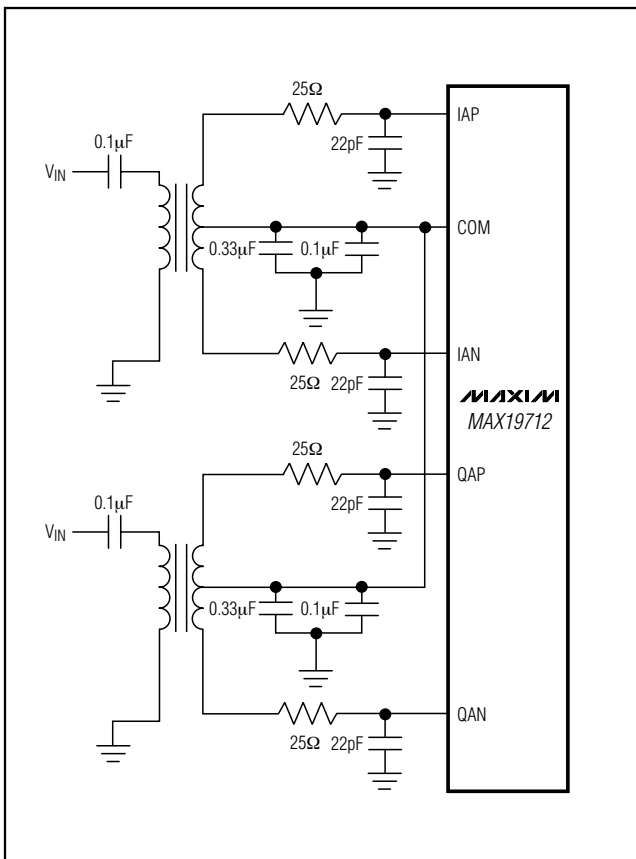 25Ω
IAP
0.1μF
22pF
VIN
COM
0.33μF 0.1μF
IAN
25Ω 22pF
MAXIM
MAX19712
25Ω
QAP
0.1μF
22pF
VIN
0.33μF 0.1μF
QAN
25Ω 22pF